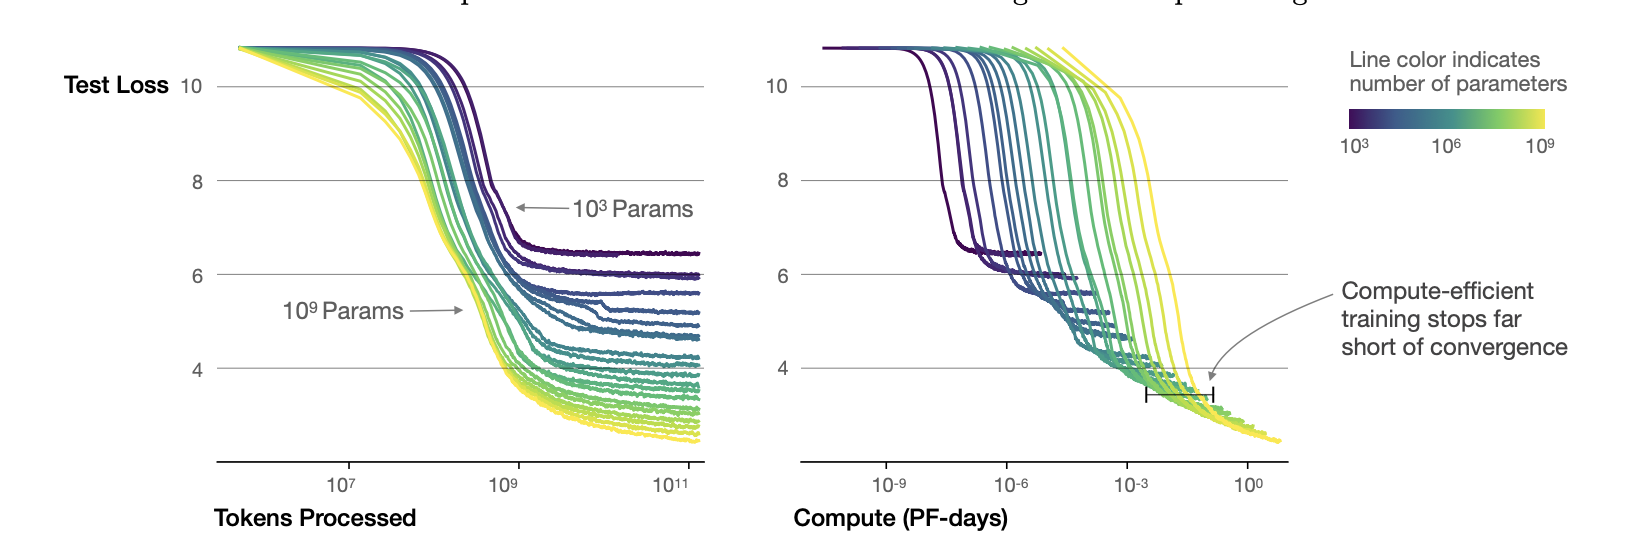 Test Loss
10
8
6
4
10³ Params
10⁹ Params
10⁷
10⁹
10¹¹
Tokens Processed
10
8
6
4
10⁻⁹
10⁻⁶
10⁻³
10⁰
Compute (PF-days)
Line color indicates
number of parameters
10³
10⁶
10⁹
Compute-efficient
training stops far
short of convergence